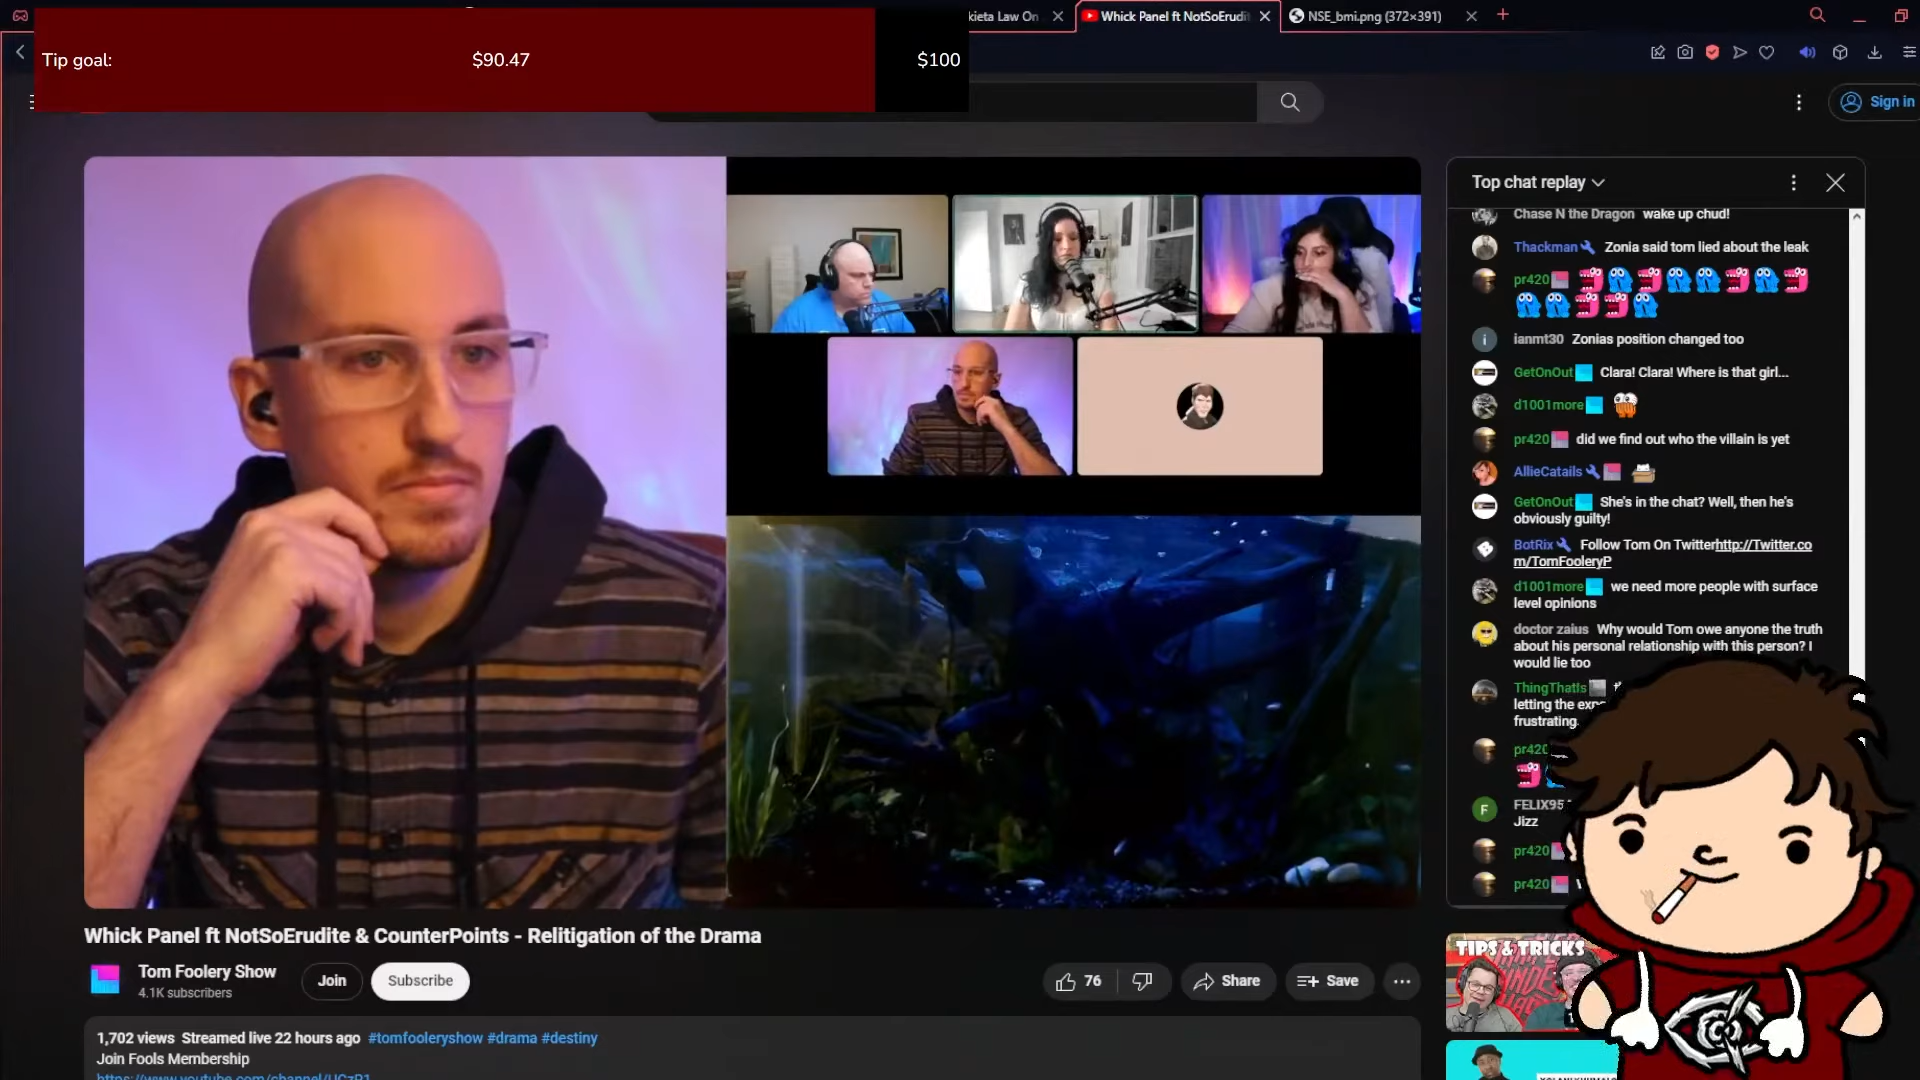 kieta Law On
Whick Panel ft NotSoErudit
NSE_bmi.png (372×391)
Tip goal:
$90.47
$100
Sign in
Top chat replay
Chase N the Dragon wake up chud!
Thackman Zonia said tom lied about the leak
pr420
ianmt30 Zonias position changed too
GetOnOut Clara! Clara! Where is that girl...
d1001more
pr420 did we find out who the villain is yet
AllieCatails
GetOnOut She's in the chat? Well, then he's
obviously guilty!
BotRix Follow Tom On Twitterhttp://Twitter.co
m/TomFooleryP
d1001more we need more people with surface
level opinions
doctor zaius Why would Tom owe anyone the truth
about his personal relationship with this person? I
would lie too
ThingThatIs
letting the exp
frustrating.
pr420
F FELIX95
Jizz
pr420
pr420
Whick Panel ft NotSoErudite & CounterPoints - Relitigation of the Drama
Tom Foolery Show
4.1K subscribers
Join
Subscribe
76
Share
Save
1,702 views Streamed live 22 hours ago #tomfooleryshow #drama #destiny
Join Fools Membership
TIPS & TRICKS